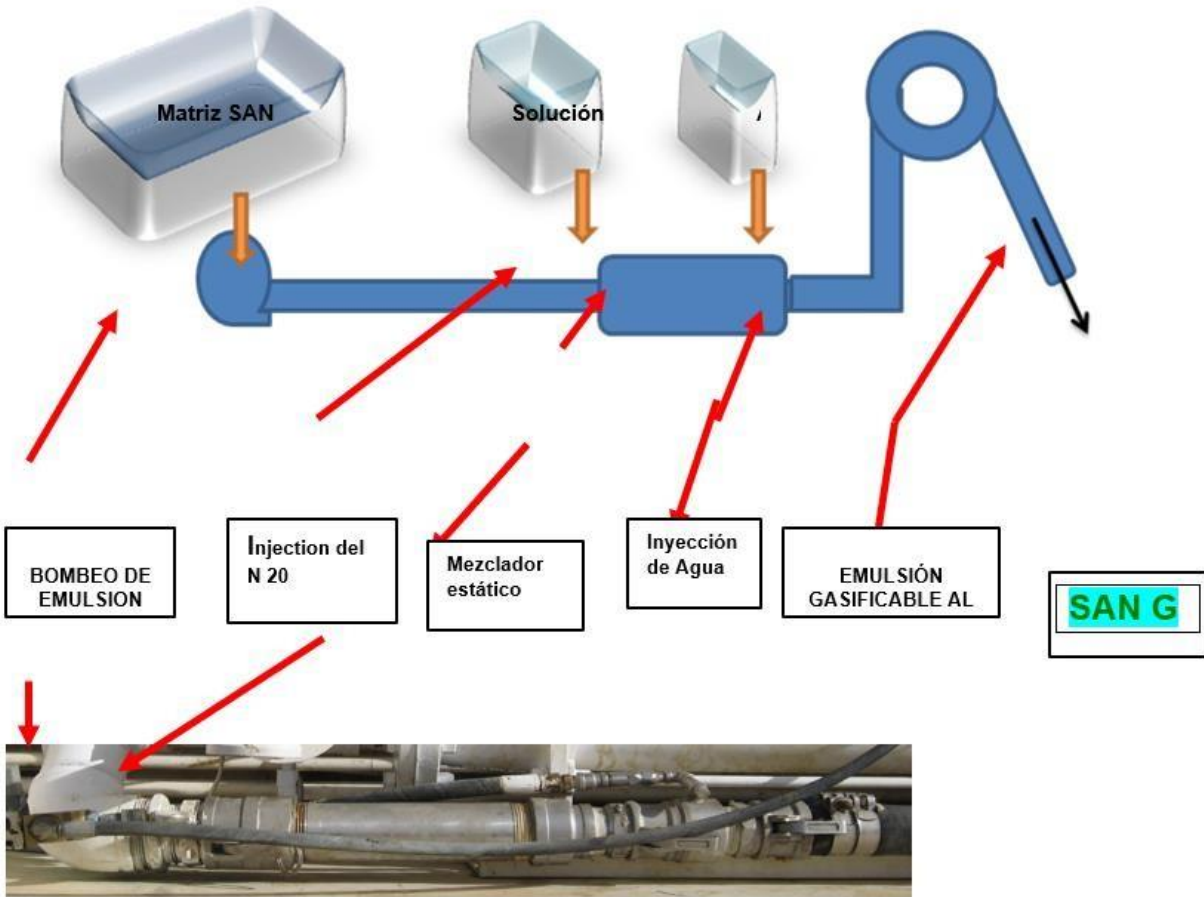 Matriz SAN
Solución
BOMBEO DE
EMULSION
Injection del
N 20
Mezclador
estático
Inyección
de Agua
EMULSIÓN
GASIFICABLE AL
SAN G